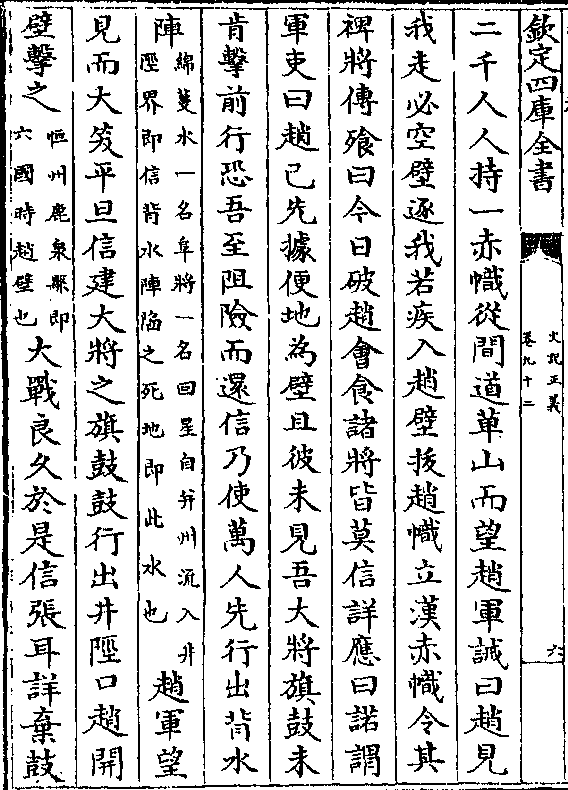 欽定四庫全書
史記正義
卷九十二
六
二千人人持一赤幟從間道萆山而望趙軍誡曰趙見
我走必空壁逐我若疾入趙壁拔趙幟立漢赤幟令其
裨將傳飱曰今日破趙會食諸將皆莫信詳應曰諾謂
軍吏曰趙已先據便地為壁且彼未見吾大將旗鼓未
肯擊前行恐吾至阻險而還信乃使萬人先行出背水
陣
綿蔓水一名阜將一名回星自并州流入井
陘界即信背水陣陷之死地即此水也
趙軍望
見而大笑平旦信建大將之旗鼓鼓行出井陘口趙開
壁擊之
恒州鹿泉縣即
六國時趙壁也
大戰良久於是信張耳詳棄鼓